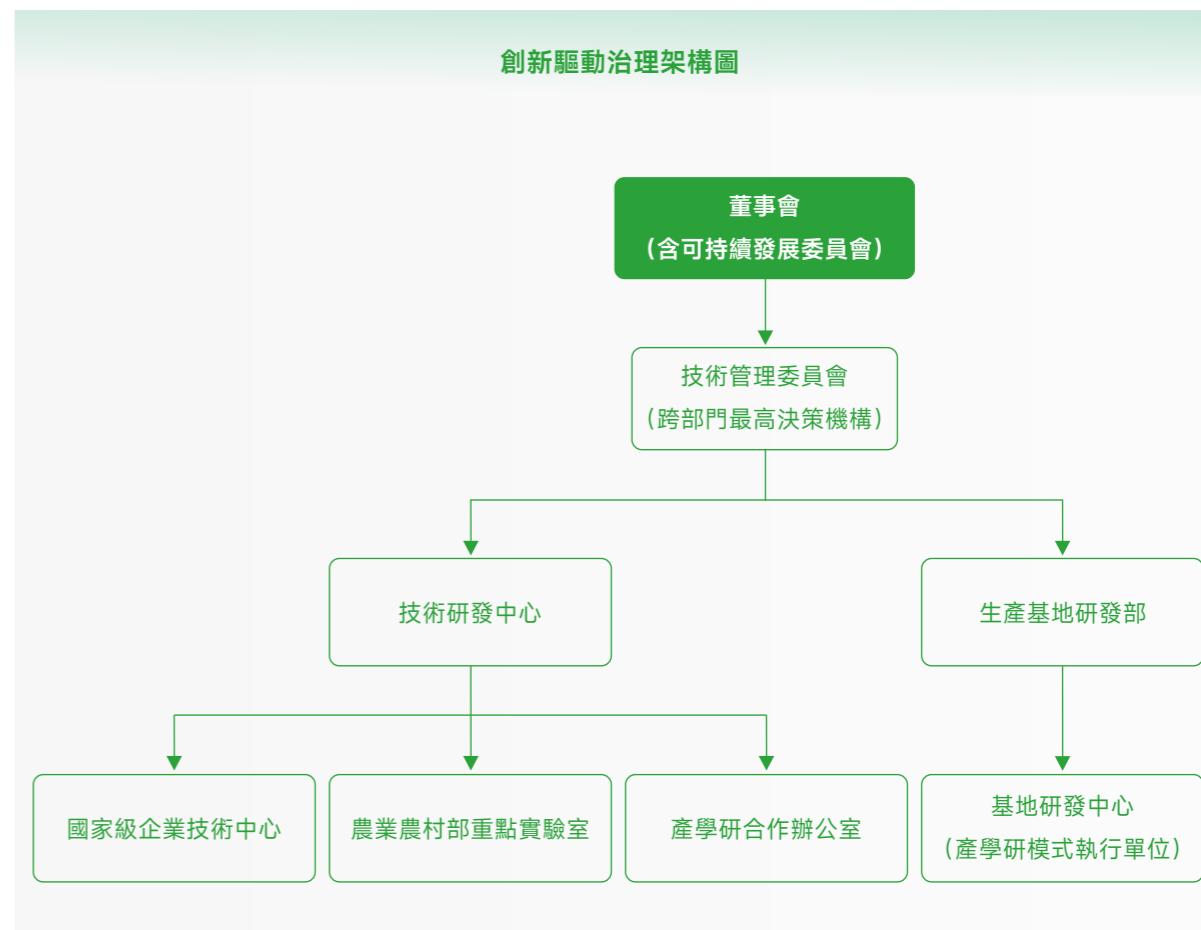 創新驅動治理架構圖
董事會
（含可持續發展委員會）
技術管理委員會
（跨部門最高決策機構）
技術研發中心
生產基地研發部
國家級企業技術中心
農業農村部重點實驗室
產學研合作辦公室
基地研發中心
（產學研模式執行單位）